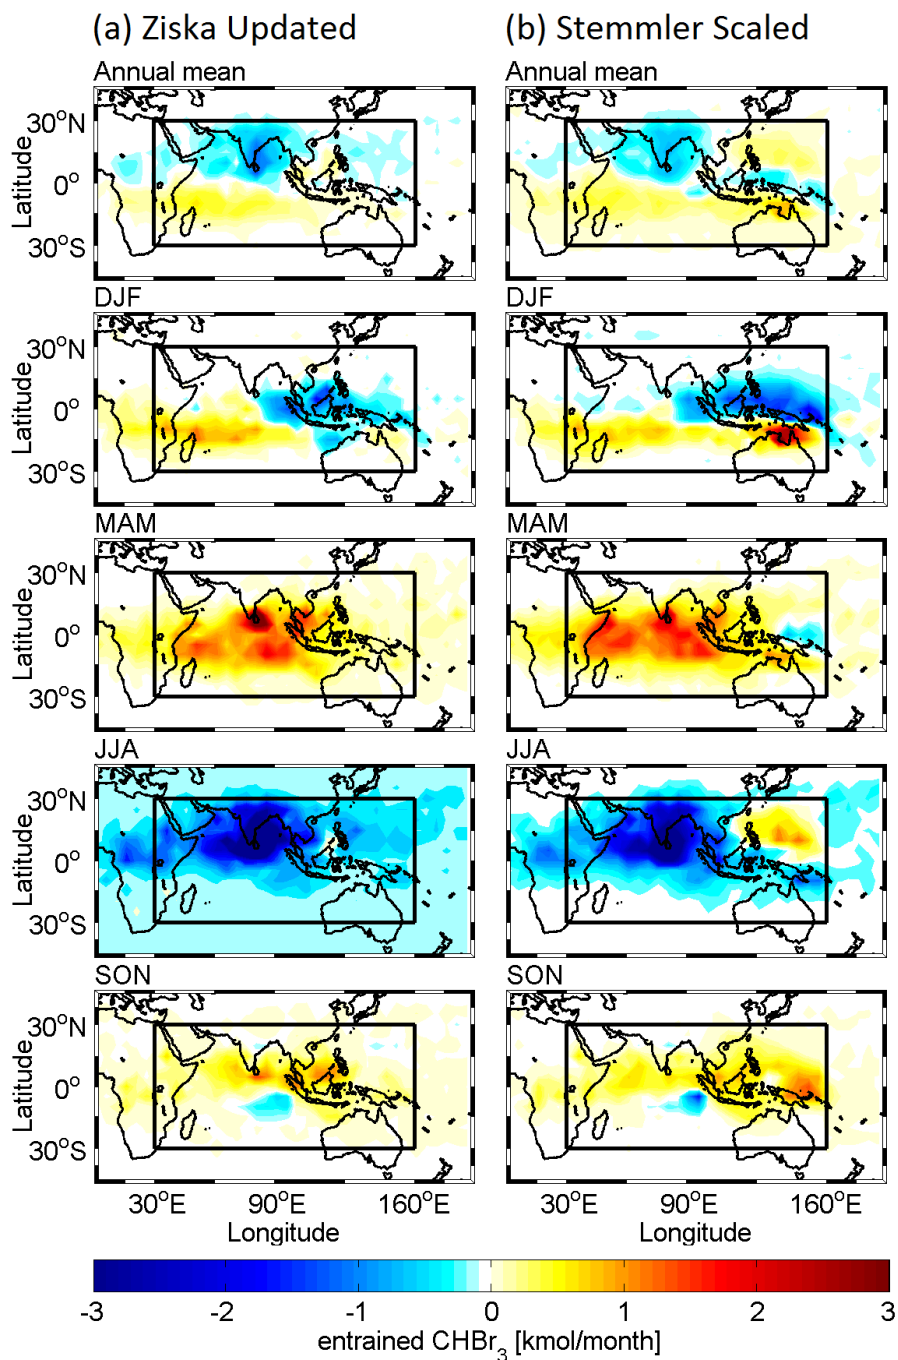 (a) Ziska Updated
(b) Stemmler Scaled
Annual mean
Annual mean
30°N
0°
30°S
Latitude
DJF
DJF
30°N
0°
30°S
Latitude
MAM
MAM
30°N
0°
30°S
Latitude
JJA
JJA
30°N
0°
30°S
Latitude
SON
SON
30°N
0°
30°S
Latitude
30°E 90°E 160°E
30°E 90°E 160°E
Longitude
Longitude
-3 -2 -1 0 1 2 3
entrained CHBr₃ [kmol/month]